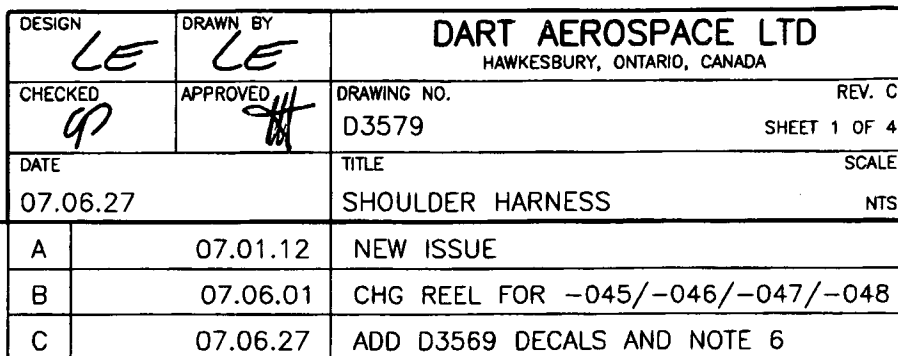 DESIGN
LE
DRAWN BY
LE
DART AEROSPACE LTD
HAWKESBURY, ONTARIO, CANADA
CHECKED
APPROVED
DRAWING NO.
REV. C
D3579
SHEET 1 OF 4
DATE
07.06.27
TITLE
SCALE
SHOULDER HARNESS
NTS
A 07.01.12 NEW ISSUE
B 07.06.01 CHG REEL FOR -045/-046/-047/-048
C 07.06.27 ADD D3569 DECALS AND NOTE 6